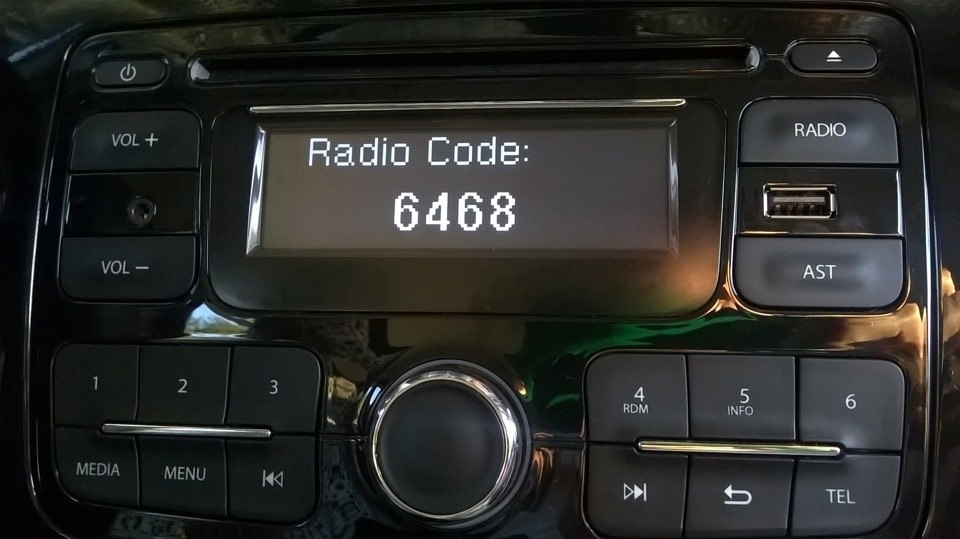 VOL +
Radio Code:
RADIO
6468
VOL –
AST
1
2
3
4
RDM
5
INFO
6
MEDIA
MENU
TEL